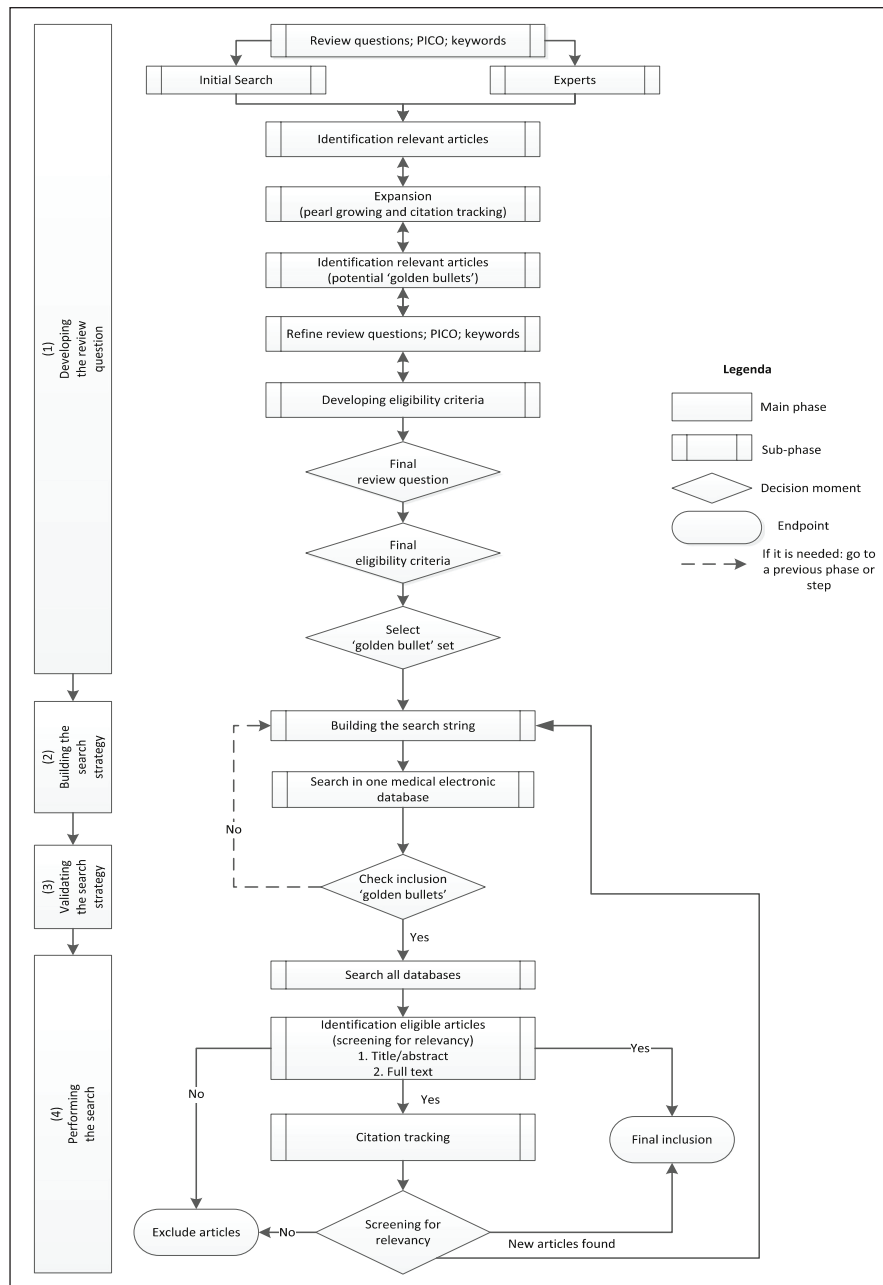 Review questions; PICO; keywords
Initial Search
Experts
Identification relevant articles
Expansion
(pearl growing and citation tracking)
Identification relevant articles
(potential ‘golden bullets’)
Refine review questions; PICO; keywords
Developing eligibility criteria
Final
review question
Final
eligibility criteria
Select
‘golden bullet’ set
(1)
Developing
the review
question
Legenda
Main phase
Sub-phase
Decision moment
Endpoint
If it is needed: go to
a previous phase or
step
(2)
Building the
search
strategy
Building the search string
Search in one medical electronic
database
No
(3)
Validating
the search
strategy
Check inclusion
‘golden bullets’
Yes
(4)
Performing
the search
Search all databases
Identification eligible articles
(screening for relevancy)
1. Title/abstract
2. Full text
Yes
No
Yes
Citation tracking
Final inclusion
Exclude articles
No
Screening for
relevancy
New articles found